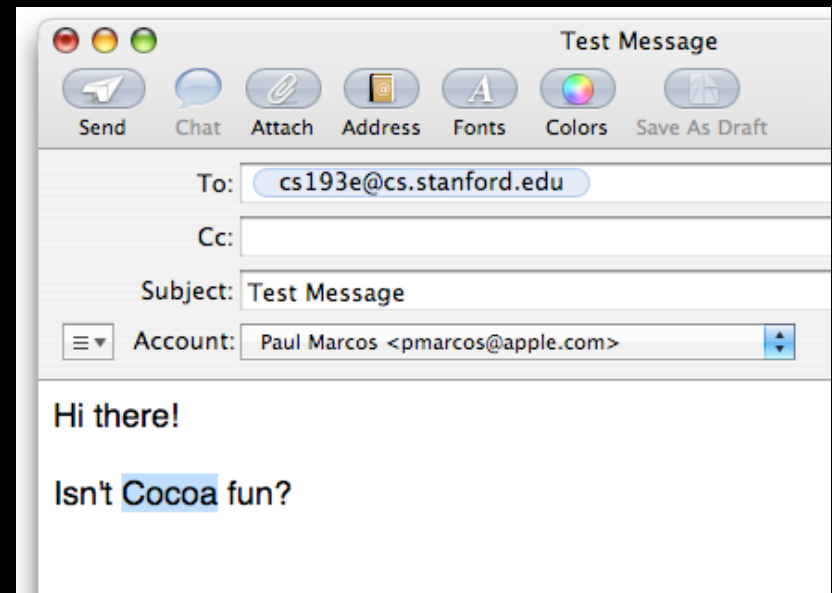 Test Message
Send Chat Attach Address Fonts Colors Save As Draft
To: cs193e@cs.stanford.edu
Cc:
Subject: Test Message
Account: Paul Marcos <pmarcos@apple.com>
Hi there!
Isn't Cocoa fun?